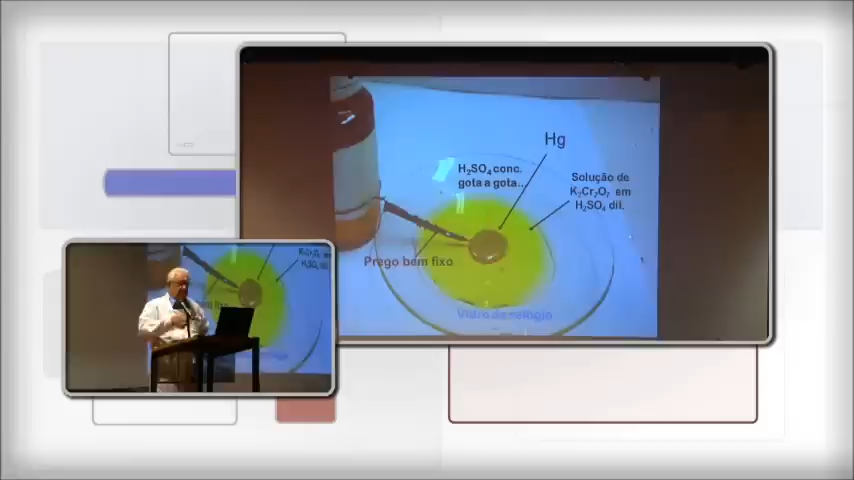 Hg
H₂SO₄ conc.
gota a gota...
Solução de
K₂Cr₂O₇ em
H₂SO₄ dil.
Prego bem fixo
Vidro de relógio